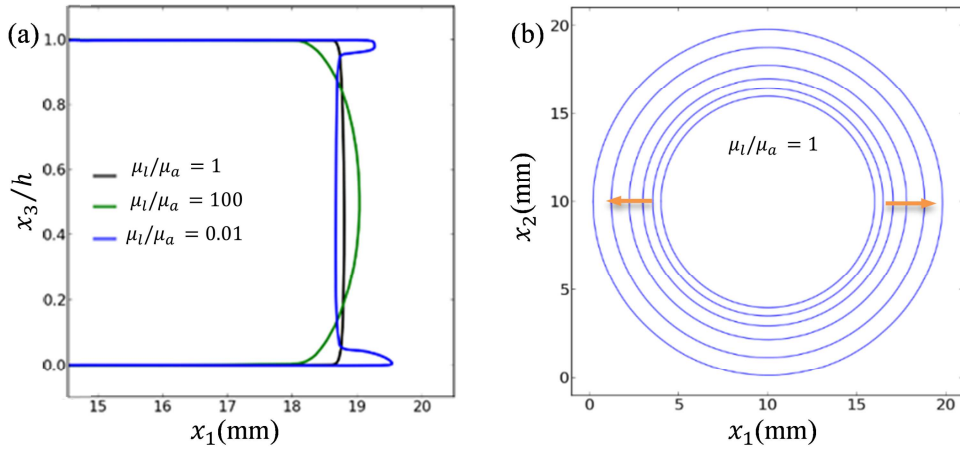 (a)
1.0
0.8
0.6
0.4
0.2
0.0
x₃/h
μₗ/μₐ = 1
μₗ/μₐ = 100
μₗ/μₐ = 0.01
15 16 17 18 19 20
x₁(mm)
(b)
20
15
10
5
0
x₂(mm)
μₗ/μₐ = 1
0 5 10 15 20
x₁(mm)